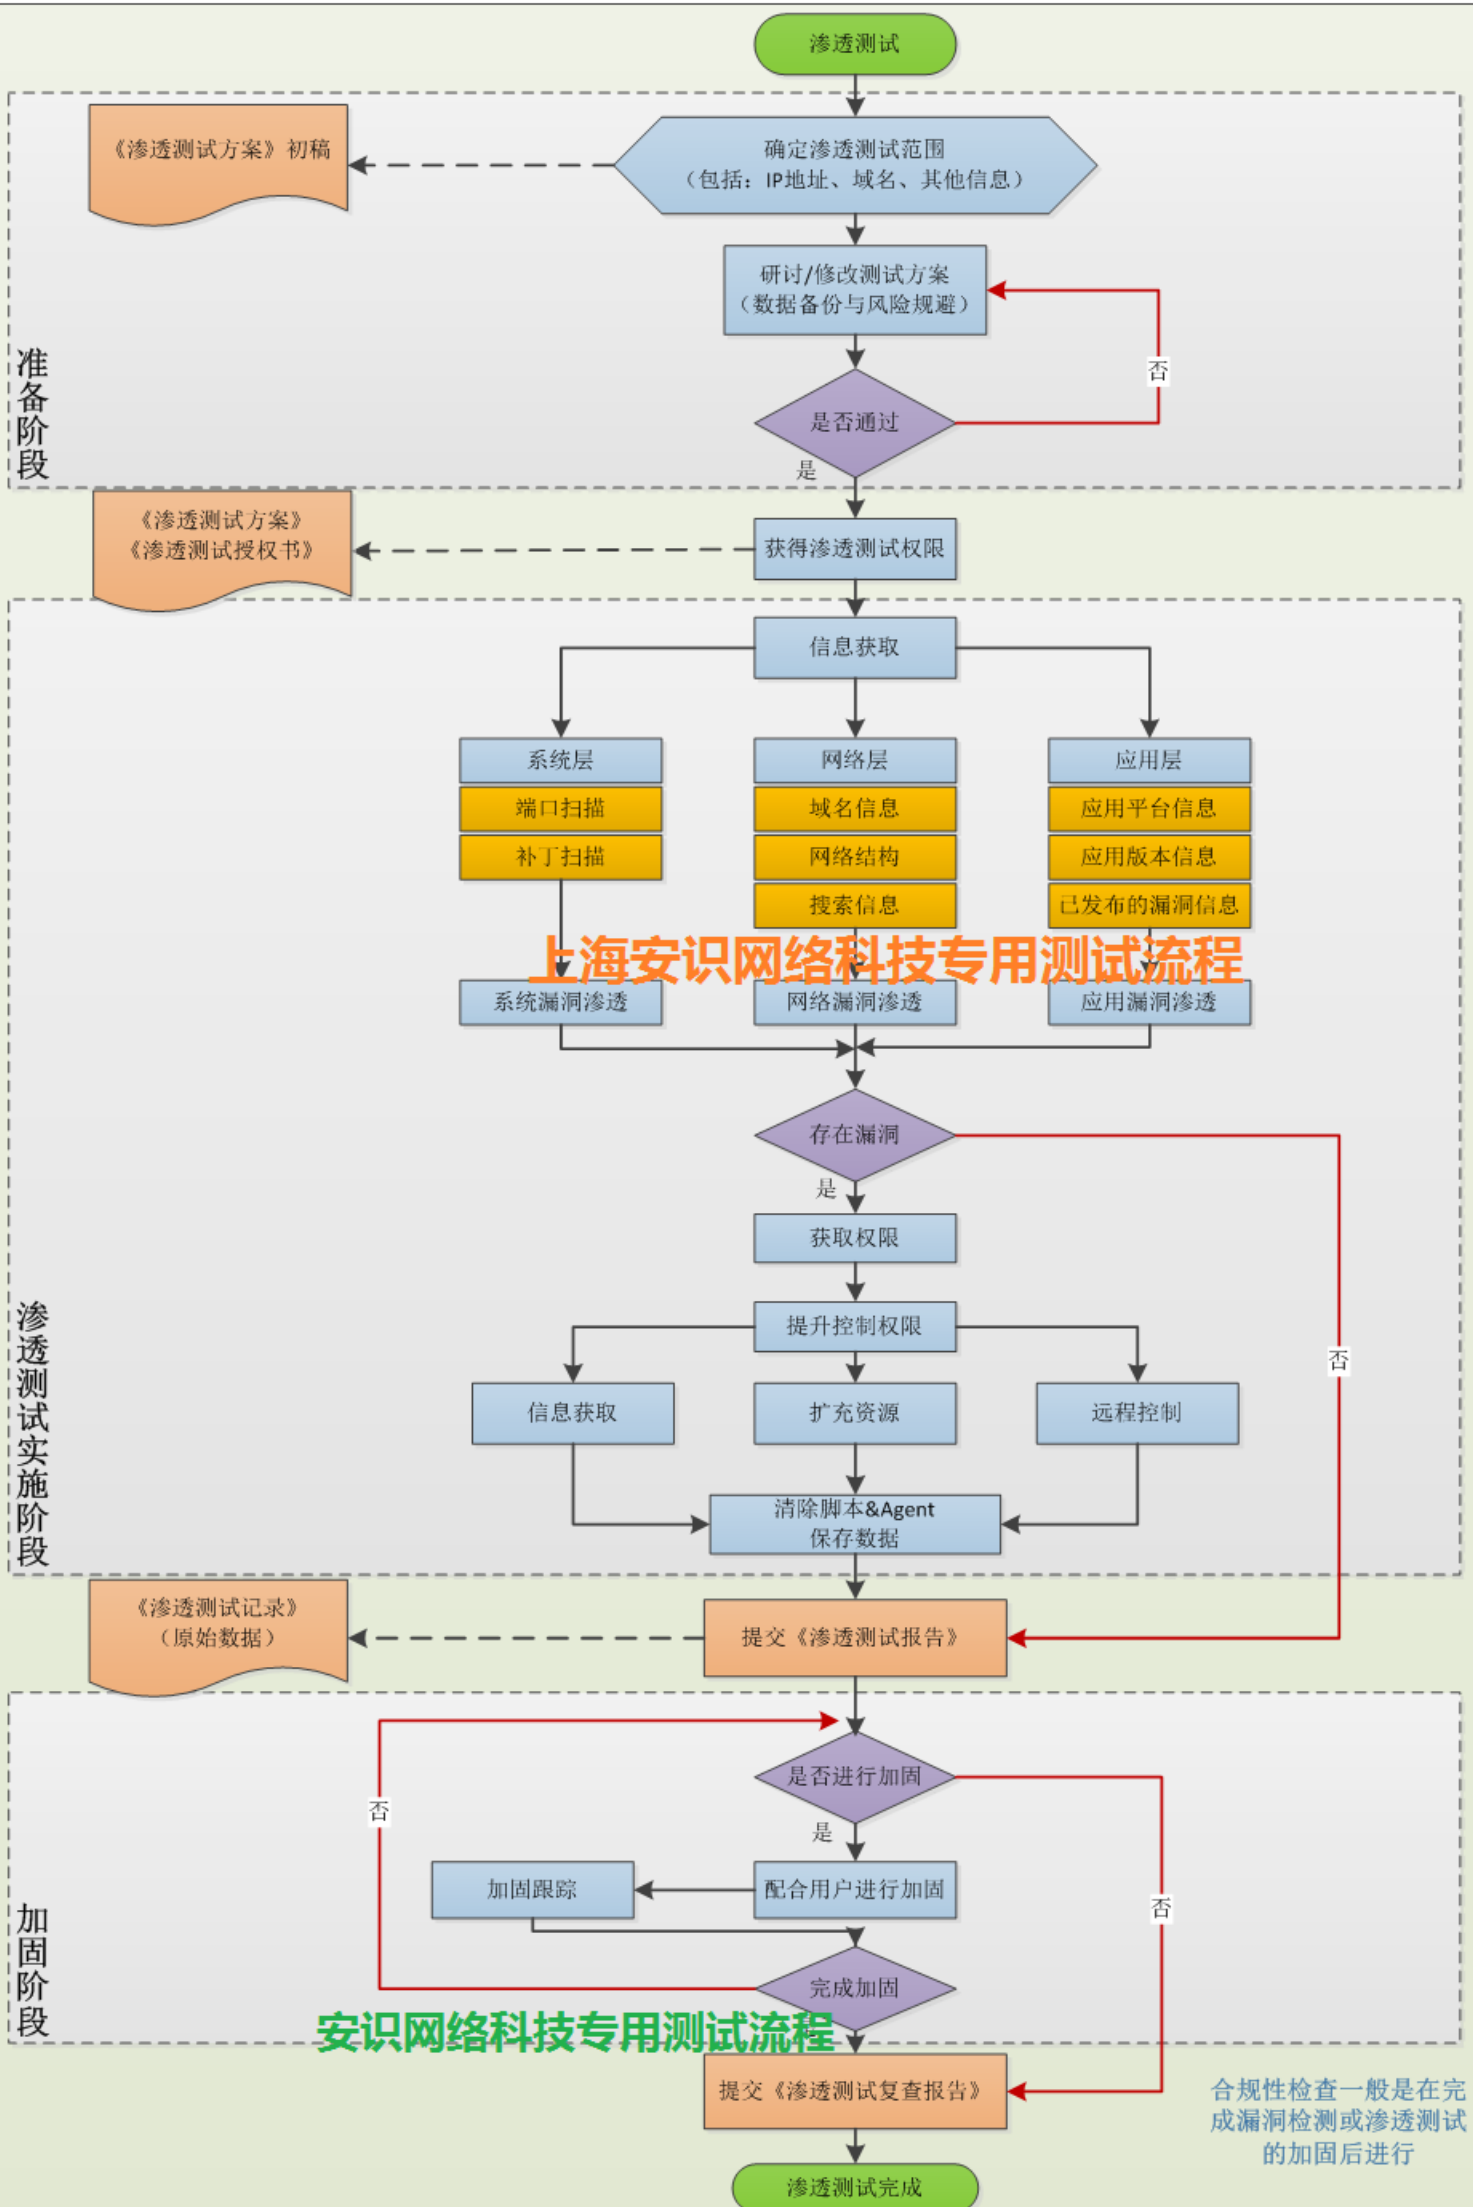 渗透测试
《渗透测试方案》初稿
确定渗透测试范围
（包括：IP地址、域名、其他信息）
研讨/修改测试方案
（数据备份与风险规避）
否
是否通过
是
准备阶段
《渗透测试方案》
《渗透测试授权书》
获得渗透测试权限
信息获取
系统层
网络层
应用层
端口扫描
域名信息
应用平台信息
补丁扫描
网络结构
应用版本信息
搜索信息
已发布的漏洞信息
上海安识网络科技专用测试流程
系统漏洞渗透
网络漏洞渗透
应用漏洞渗透
存在漏洞
是
获取权限
提升控制权限
否
信息获取
扩充资源
远程控制
清除脚本&Agent
保存数据
渗透测试实施阶段
《渗透测试记录》
（原始数据）
提交《渗透测试报告》
是否进行加固
否
是
加固跟踪
配合用户进行加固
否
完成加固
加固阶段
安识网络科技专用测试流程
提交《渗透测试复查报告》
合规性检查一般是在完
成漏洞检测或渗透测试
的加固后进行
渗透测试完成